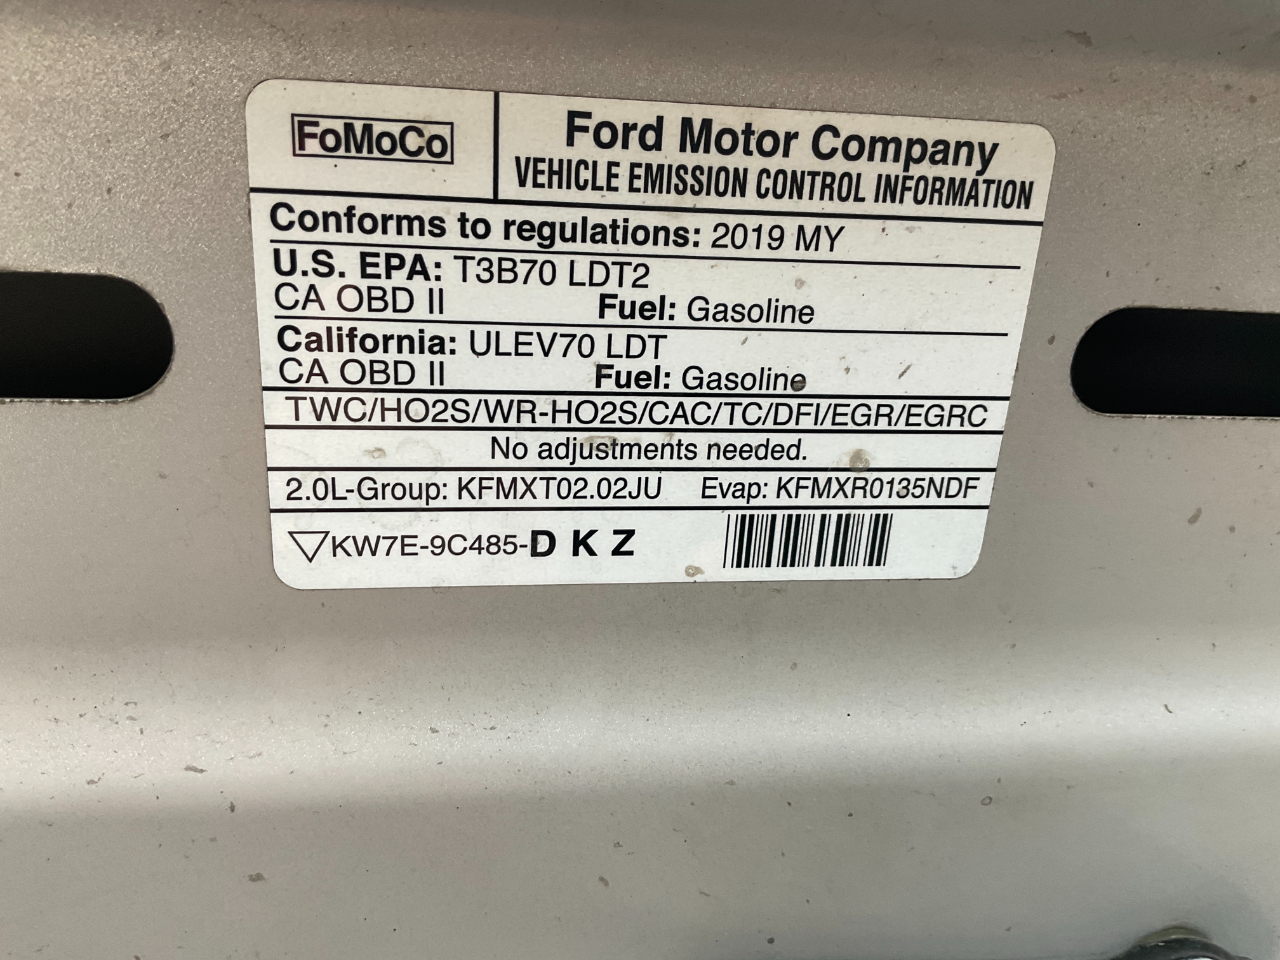 FoMoCo
Ford Motor Company
VEHICLE EMISSION CONTROL INFORMATION
Conforms to regulations: 2019 MY
U.S. EPA: T3B70 LDT2
CA OBD II Fuel: Gasoline
California: ULEV70 LDT
CA OBD II Fuel: Gasoline
TWC/HO2S/WR-HO2S/CAC/TC/DFI/EGR/EGRC
No adjustments needed.
2.0L-Group: KFMXT02.02JU Evap: KFMXR0135NDF
KW7E-9C485-D K Z